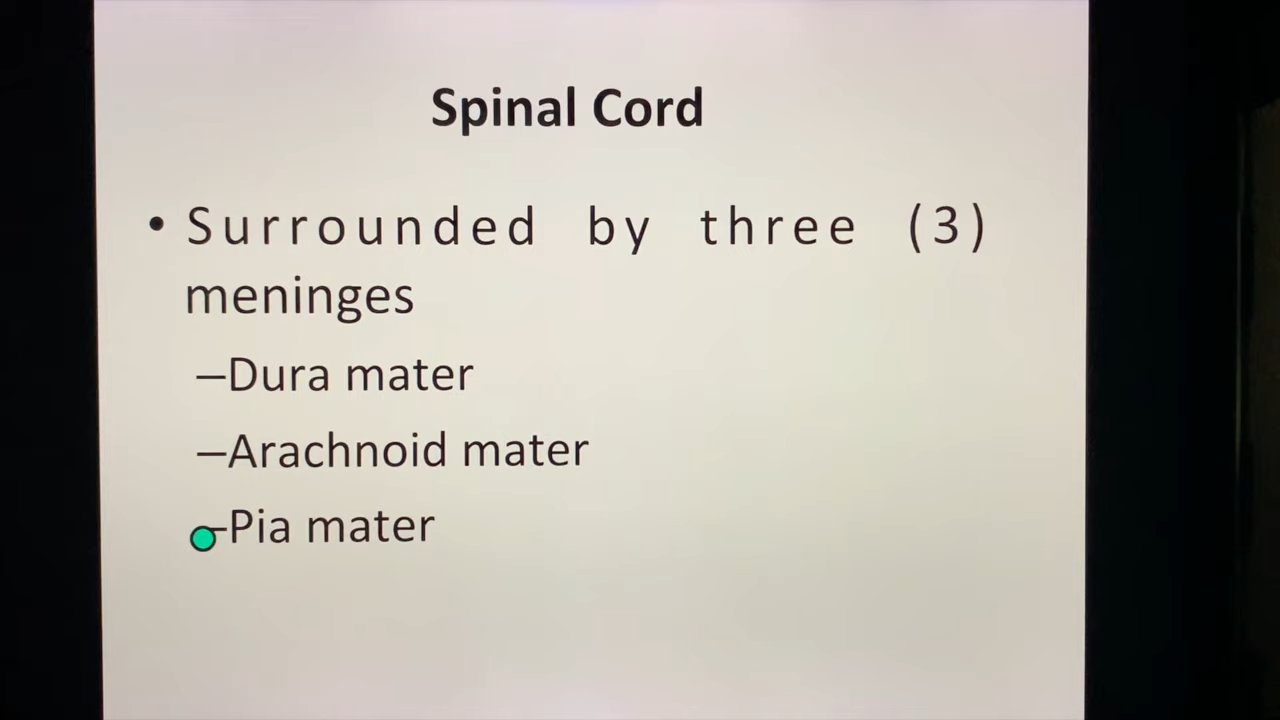 Spinal Cord
• Surrounded by three (3)
meninges
–Dura mater
–Arachnoid mater
–Pia mater